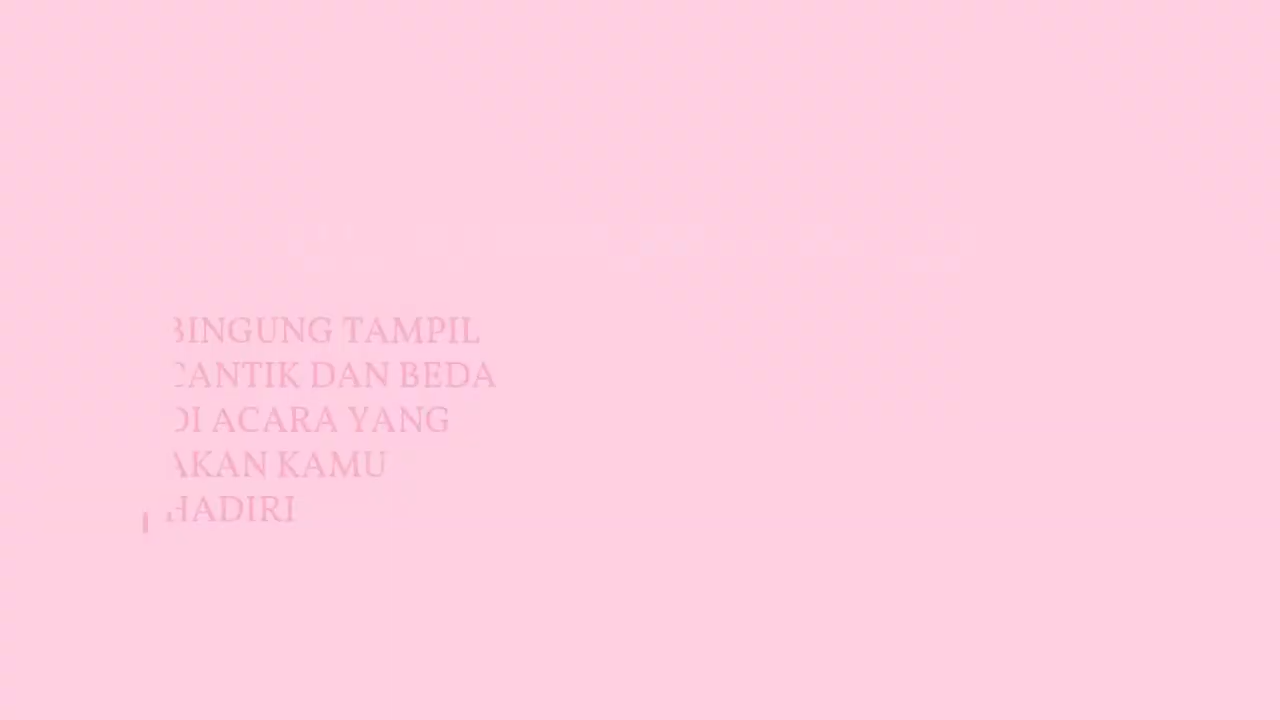 BINGUNG TAMPIL
CANTIK DAN BEDA
DI ACARA YANG
AKAN KAMU
HADIRI